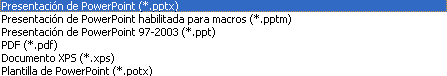 Presentación de PowerPoint (*.pptx)
Presentación de PowerPoint habilitada para macros (*.pptm)
Presentación de PowerPoint 97-2003 (*.ppt)
PDF (*.pdf)
Documento XPS (*.xps)
Plantilla de PowerPoint (*.potx)